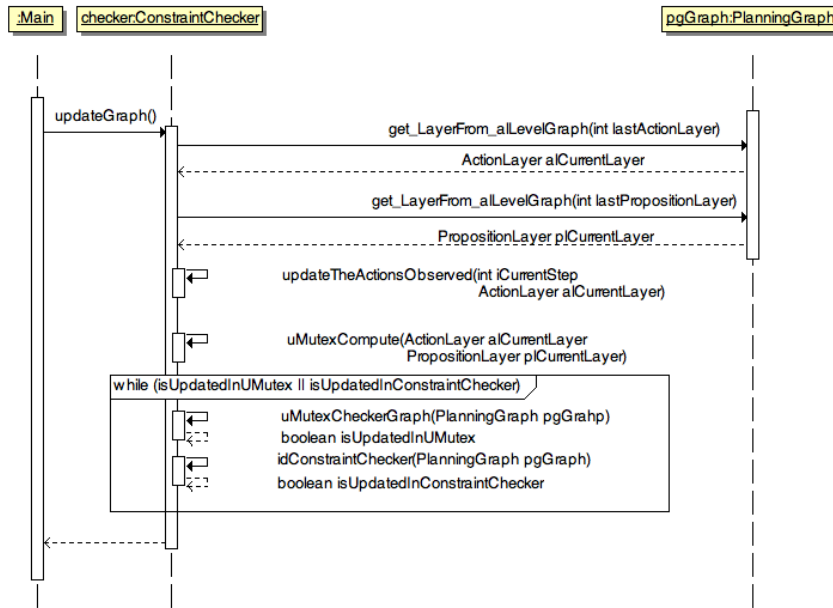 :Main
checker:ConstraintChecker
pgGraph:PlanningGraph
updateGraph()
get_LayerFrom_alLevelGraph(int lastActionLayer)
ActionLayer alCurrentLayer
get_LayerFrom_alLevelGraph(int lastPropositionLayer)
PropositionLayer plCurrentLayer
updateTheActionsObserved(int iCurrentStep
ActionLayer alCurrentLayer)
uMutexCompute(ActionLayer alCurrentLayer
PropositionLayer plCurrentLayer)
while (isUpdatedInUMutex || isUpdatedInConstraintChecker)
uMutexCheckerGraph(PlanningGraph pgGrahp)
boolean isUpdatedInUMutex
idConstraintChecker(PlanningGraph pgGraph)
boolean isUpdatedInConstraintChecker